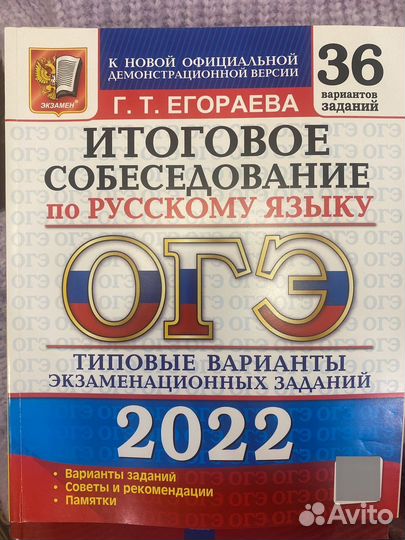 К НОВОЙ ОФИЦИАЛЬНОЙ
ДЕМОНСТРАЦИОННОЙ ВЕРСИИ
ЭКЗАМЕН®
36
вариантов
заданий
Г. Т. ЕГОРАЕВА
ИТОГОВОЕ
СОБЕСЕДОВАНИЕ
по РУССКОМУ ЯЗЫКУ
ОГЭ
ТИПОВЫЕ ВАРИАНТЫ
ЭКЗАМЕНАЦИОННЫХ ЗАДАНИЙ
2022
• Варианты заданий
• Советы и рекомендации
• Памятки
Avito